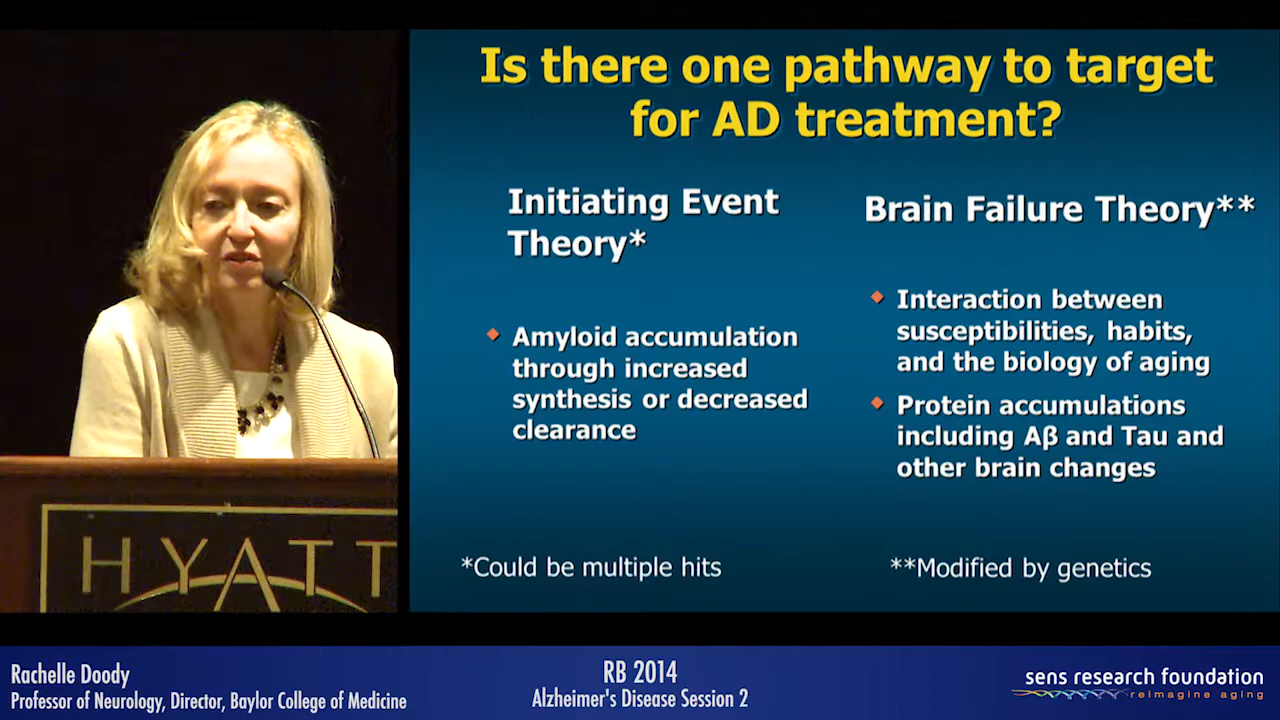 Is there one pathway to target
for AD treatment?
Initiating Event
Theory*
Amyloid accumulation
through increased
synthesis or decreased
clearance
*Could be multiple hits
Brain Failure Theory**
Interaction between
susceptibilities, habits,
and the biology of aging
Protein accumulations
including Aβ and Tau and
other brain changes
**Modified by genetics
HYATT
Rachelle Doody
Professor of Neurology, Director, Baylor College of Medicine
RB 2014
Alzheimer's Disease Session 2
sens research foundation
reimagine aging